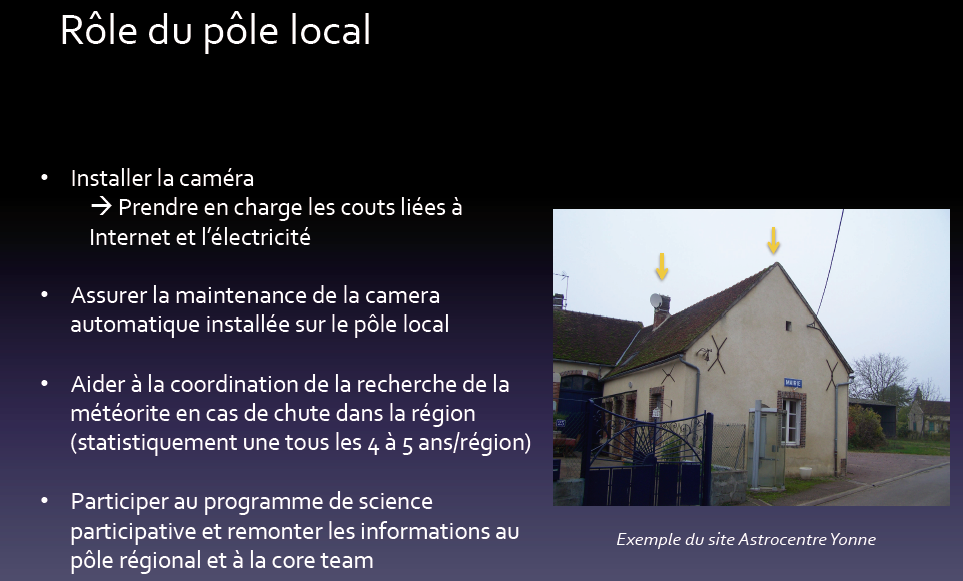 Rôle du pôle local
• Installer la caméra
→ Prendre en charge les couts liées à
Internet et l'électricité
• Assurer la maintenance de la camera
automatique installée sur le pôle local
• Aider à la coordination de la recherche de la
météorite en cas de chute dans la région
(statistiquement une tous les 4 à 5 ans/région)
• Participer au programme de science
participative et remonter les informations au
pôle régional et à la core team
MAIRIE
Exemple du site Astrocentre Yonne